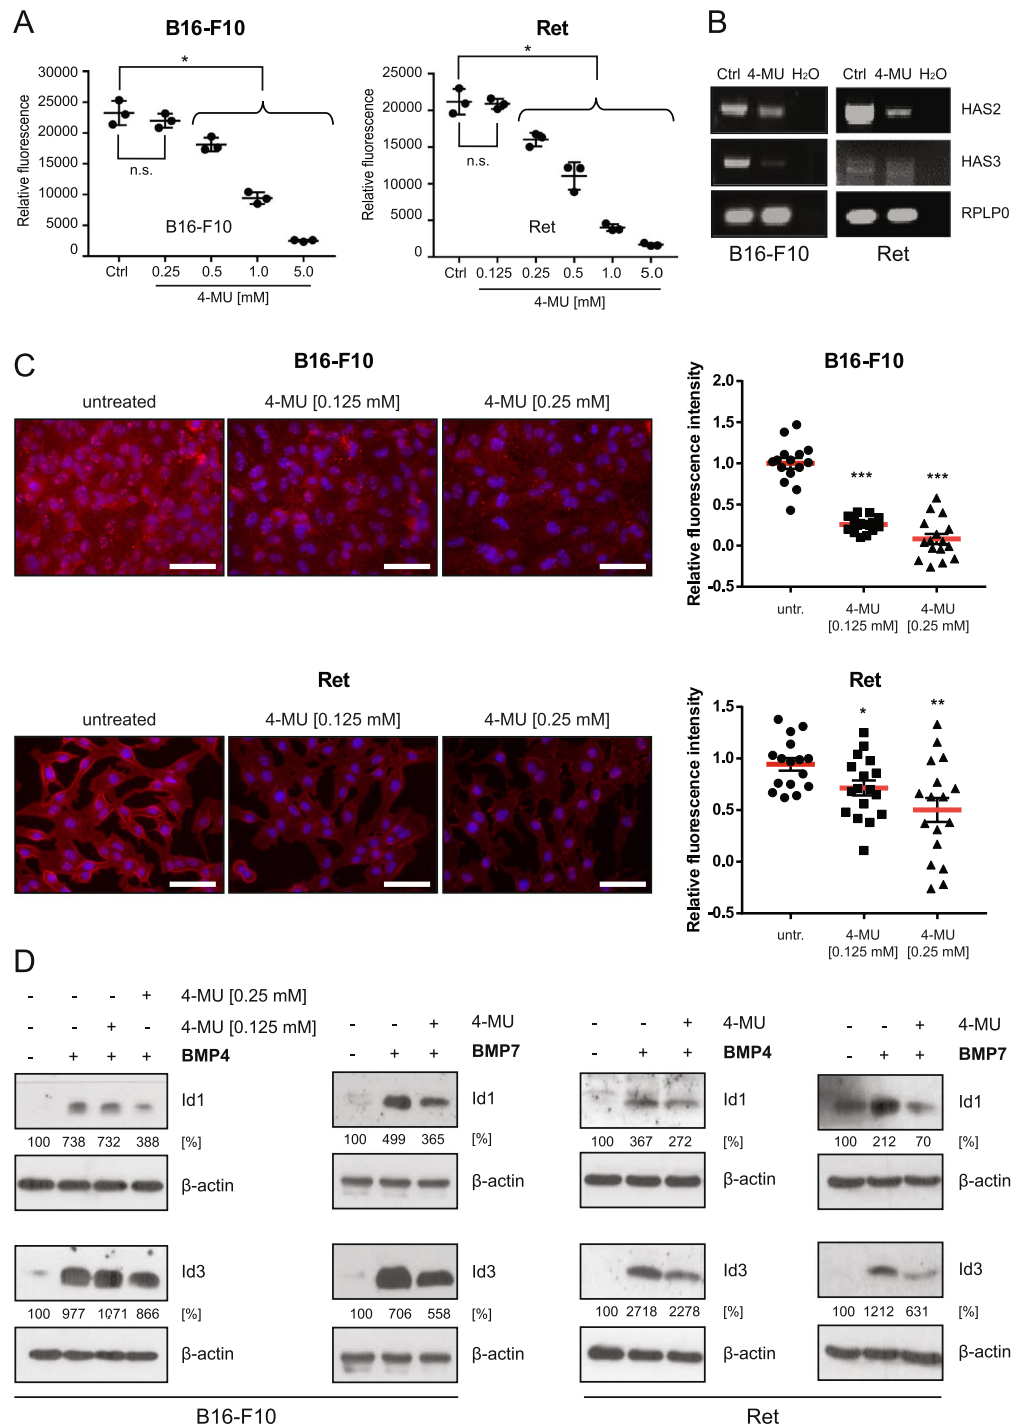 A
B16-F10
Relative fluorescence
30000
25000
20000
15000
10000
5000
0
*
n.s.
B16-F10
Ctrl 0.25 0.5 1.0 5.0
4-MU [mM]
Ret
Relative fluorescence
25000
20000
15000
10000
5000
0
*
n.s.
Ret
Ctrl 0.125 0.25 0.5 1.0 5.0
4-MU [mM]
B
Ctrl 4-MU H2O Ctrl 4-MU H2O
HAS2
HAS3
RPLP0
B16-F10 Ret
C
B16-F10
untreated 4-MU [0.125 mM] 4-MU [0.25 mM]
B16-F10
Relative fluorescence intensity
2.0
1.0
0.5
0.0
-0.5
*** ***
untr. 4-MU 4-MU
[0.125 mM] [0.25 mM]
Ret
untreated 4-MU [0.125 mM] 4-MU [0.25 mM]
Ret
Relative fluorescence intensity
1.5
1.0
0.5
0.0
-0.5
* **
untr. 4-MU 4-MU
[0.125 mM] [0.25 mM]
D
- - - + 4-MU [0.25 mM]
- - + - 4-MU [0.125 mM]
- + + + BMP4
Id1
100 738 732 388 [%]
β-actin
Id3
100 977 1071 866 [%]
β-actin
- - + 4-MU
- + + BMP7
Id1
100 499 365 [%]
β-actin
Id3
100 706 558 [%]
β-actin
B16-F10
- - + 4-MU
- + + BMP4
Id1
100 367 272 [%]
β-actin
Id3
100 2718 2278 [%]
β-actin
- - + 4-MU
- + + BMP7
Id1
100 212 70 [%]
β-actin
Id3
100 1212 631 [%]
β-actin
Ret